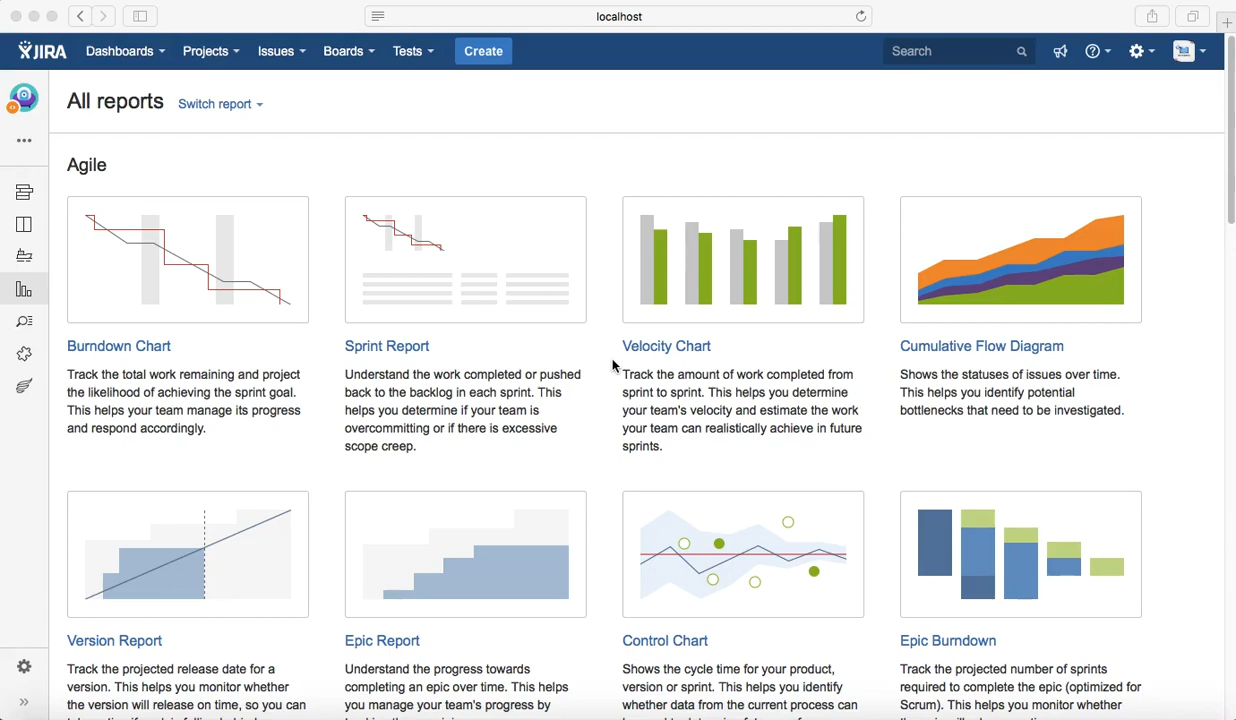 localhost
JIRA Dashboards Projects Issues Boards Tests Create Search
All reports Switch report
Agile
Burndown Chart
Track the total work remaining and project
the likelihood of achieving the sprint goal.
This helps your team manage its progress
and respond accordingly.
Sprint Report
Understand the work completed or pushed
back to the backlog in each sprint. This
helps you determine if your team is
overcommitting or if there is excessive
scope creep.
Velocity Chart
Track the amount of work completed from
sprint to sprint. This helps you determine
your team's velocity and estimate the work
your team can realistically achieve in future
sprints.
Cumulative Flow Diagram
Shows the statuses of issues over time.
This helps you identify potential
bottlenecks that need to be investigated.
Version Report
Track the projected release date for a
version. This helps you monitor whether
the version will release on time, so you can
Epic Report
Understand the progress towards
completing an epic over time. This helps
you manage your team's progress by
Control Chart
Shows the cycle time for your product,
version or sprint. This helps you identify
whether data from the current process can
Epic Burndown
Track the projected number of sprints
required to complete the epic (optimized for
Scrum). This helps you monitor whether